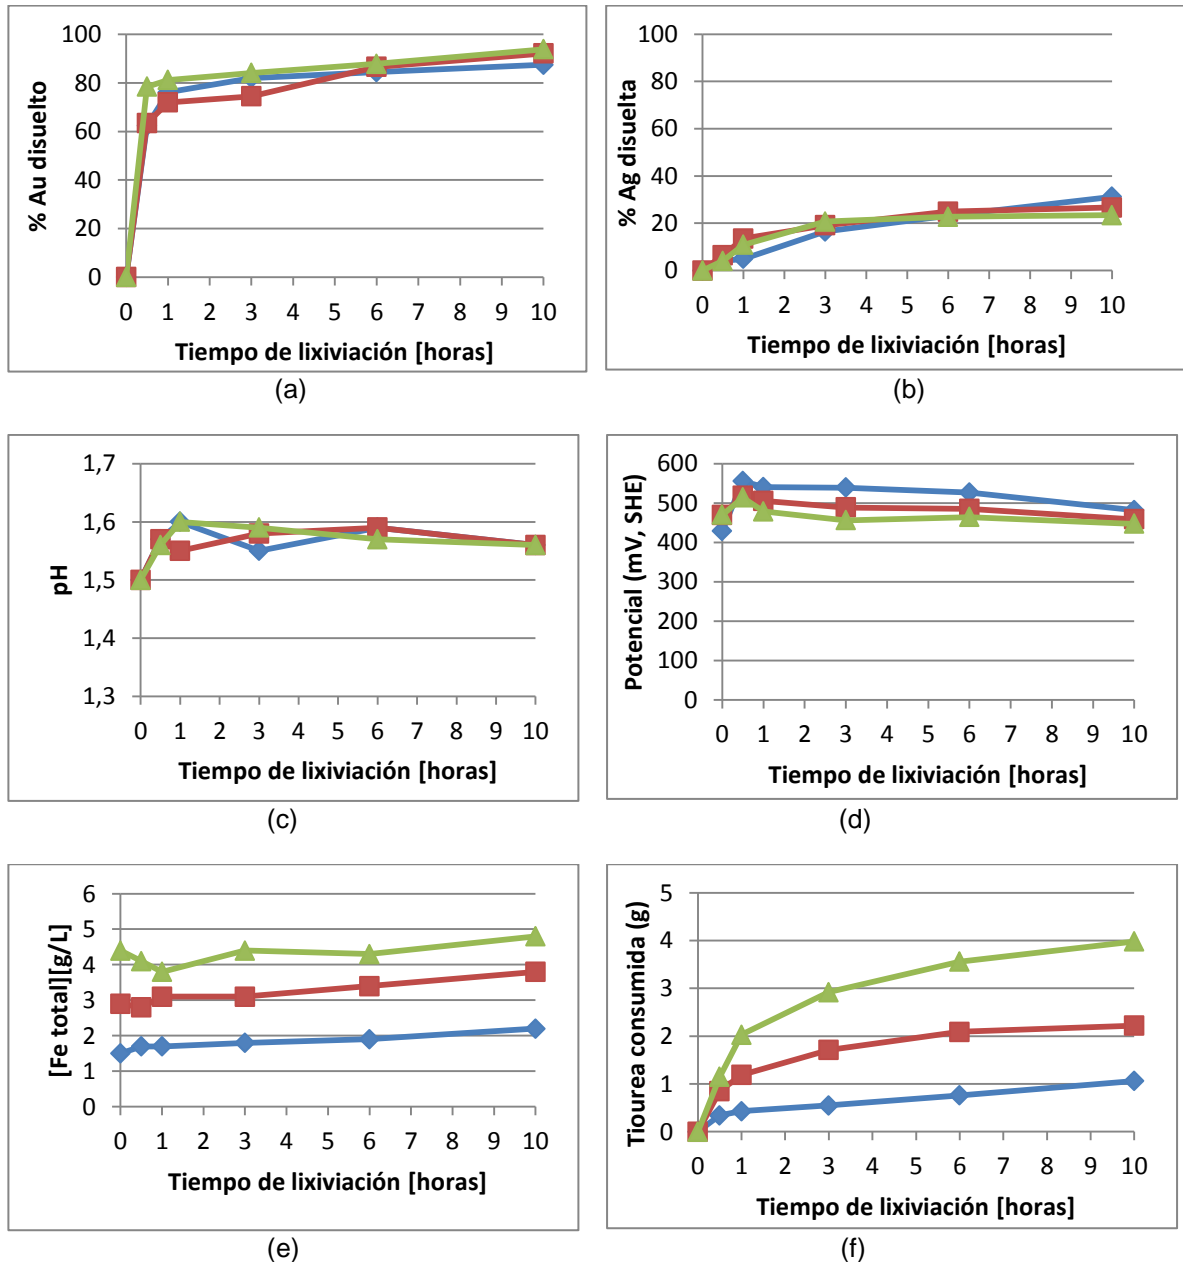 100
80
60
40
20
0
% Au disuelto
0 1 2 3 4 5 6 7 8 9 10
Tiempo de lixiviación [horas]
(a)
100
80
60
40
20
0
% Ag disuelta
0 1 2 3 4 5 6 7 8 9 10
Tiempo de lixiviación [horas]
(b)
1,7
1,6
1,5
1,4
1,3
pH
0 1 2 3 4 5 6 7 8 9 10
Tiempo de lixiviación [horas]
(c)
600
500
400
300
200
100
0
Potencial (mV, SHE)
0 1 2 3 4 5 6 7 8 9 10
Tiempo de lixiviación [horas]
(d)
6
5
4
3
2
1
0
[Fe total][g/L]
0 1 2 3 4 5 6 7 8 9 10
Tiempo de lixiviación [horas]
(e)
5
4
3
2
1
0
Tiourea consumida (g)
0 1 2 3 4 5 6 7 8 9 10
Tiempo de lixiviación [horas]
(f)